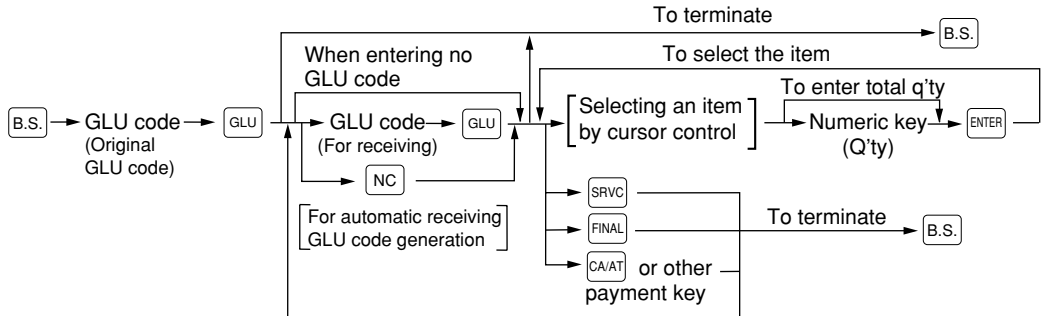 To terminate
B.S.
When entering no
GLU code
To select the item
B.S.
GLU code
(Original
GLU code)
GLU
GLU code
(For receiving)
GLU
NC
For automatic receiving
GLU code generation
Selecting an item
by cursor control
To enter total q'ty
Numeric key
(Q'ty)
ENTER
SRVC
FINAL
To terminate
B.S.
CA/AT or other
payment key